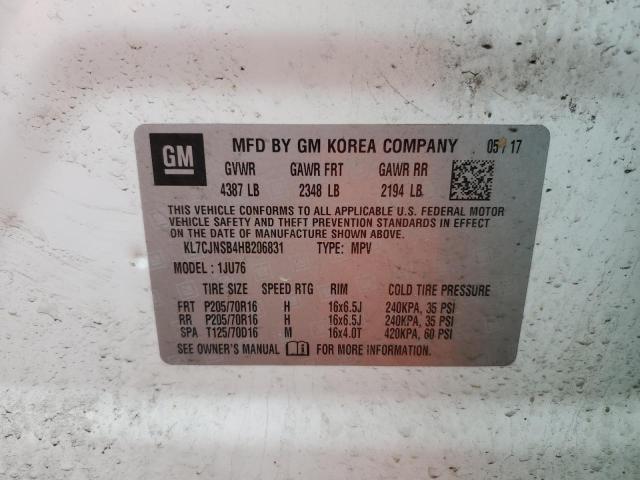 GM MFD BY GM KOREA COMPANY 05/17
GVWR GAWR FRT GAWR RR
4387 LB 2348 LB 2194 LB
THIS VEHICLE CONFORMS TO ALL APPLICABLE U.S. FEDERAL MOTOR
VEHICLE SAFETY AND THEFT PREVENTION STANDARDS IN EFFECT
ON THE DATE OF MANUFACTURE SHOWN ABOVE.
KL7CJNSB4HB206831 TYPE: MPV
MODEL : 1JU76
TIRE SIZE SPEED RTG RIM COLD TIRE PRESSURE
FRT P205/70R16 H 16x6.5J 240KPA, 35 PSI
RR P205/70R16 H 16x6.5J 240KPA, 35 PSI
SPA T125/70D16 M 16x4.0T 420KPA, 60 PSI
SEE OWNER'S MANUAL FOR MORE INFORMATION.